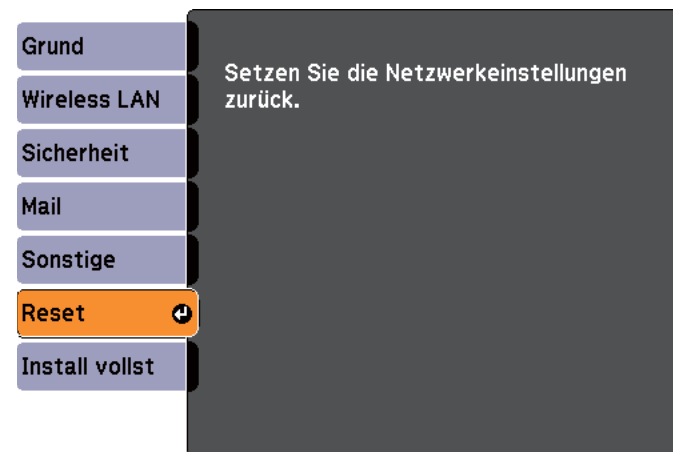 Grund
Wireless LAN
Sicherheit
Mail
Sonstige
Reset
Install vollst
Setzen Sie die Netzwerkeinstellungen
zurück.